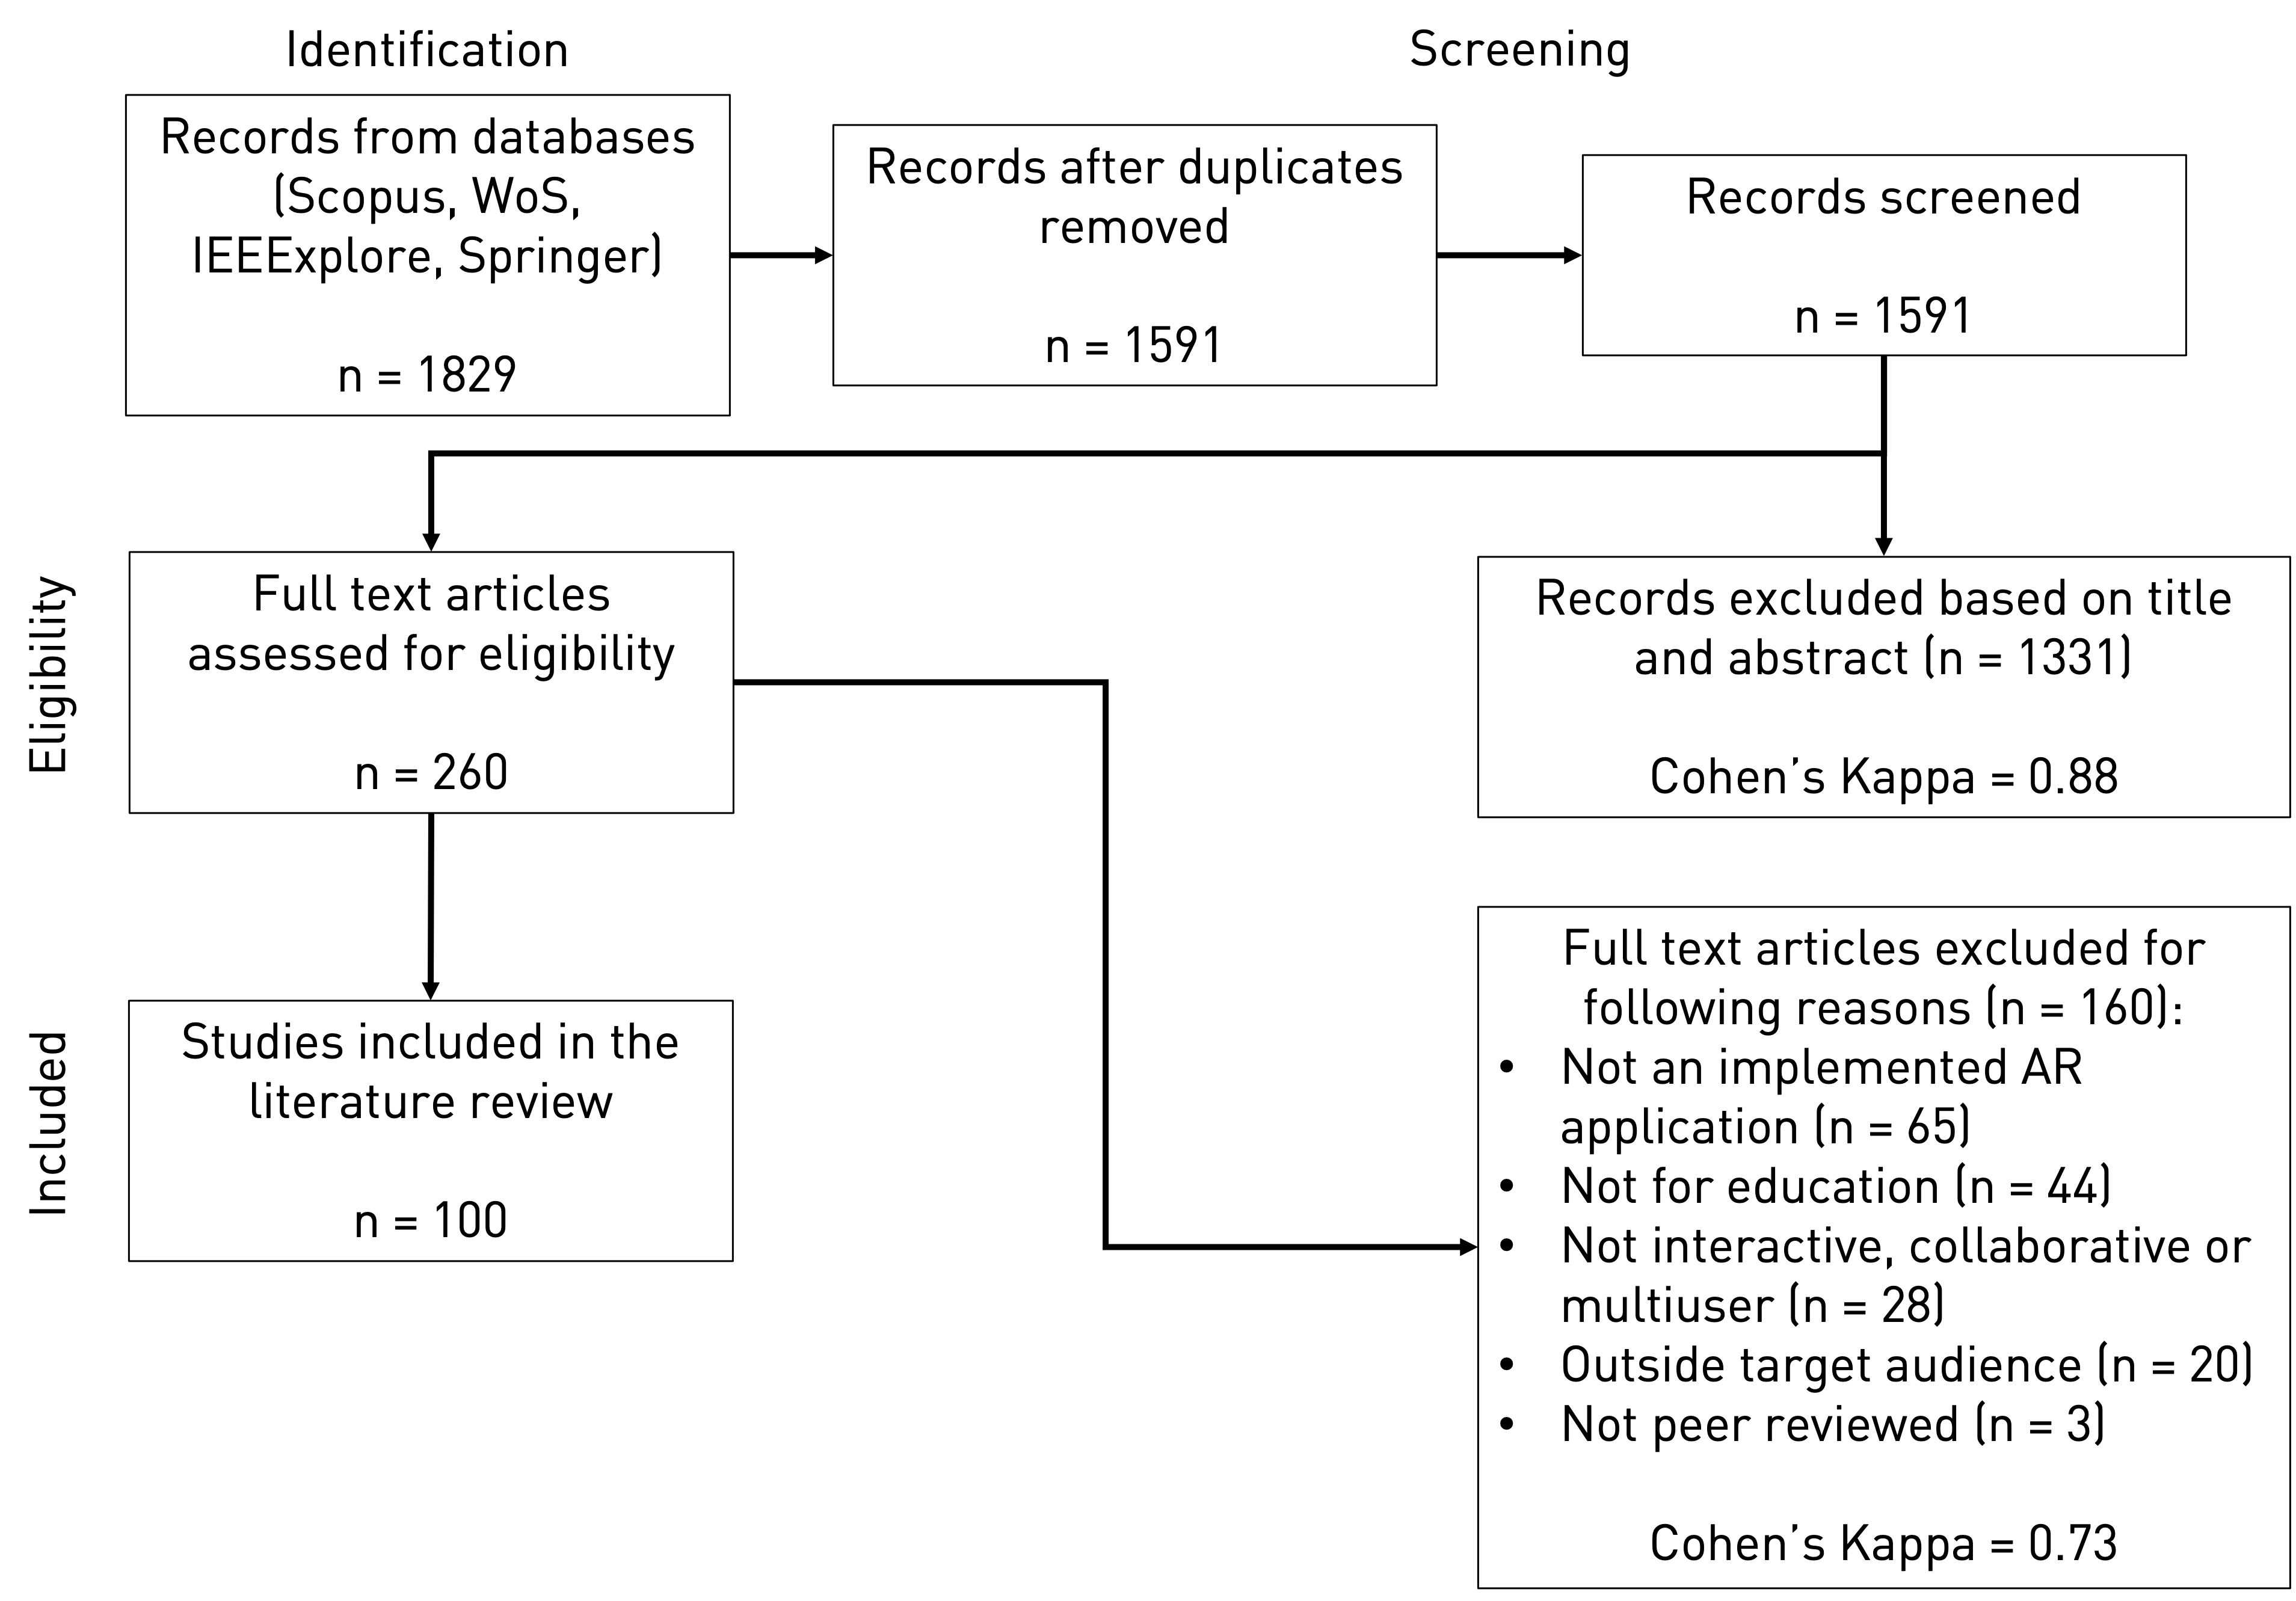 Identification
Screening
Records from databases
(Scopus, WoS,
IEEExplore, Springer)
n = 1829
Records after duplicates
removed
n = 1591
Records screened
n = 1591
Eligibility
Full text articles
assessed for eligibility
n = 260
Records excluded based on title
and abstract (n = 1331)
Cohen's Kappa = 0.88
Included
Studies included in the
literature review
n = 100
Full text articles excluded for
following reasons (n = 160):
• Not an implemented AR
application (n = 65)
• Not for education (n = 44)
• Not interactive, collaborative or
multiuser (n = 28)
• Outside target audience (n = 20)
• Not peer reviewed (n = 3)
Cohen's Kappa = 0.73